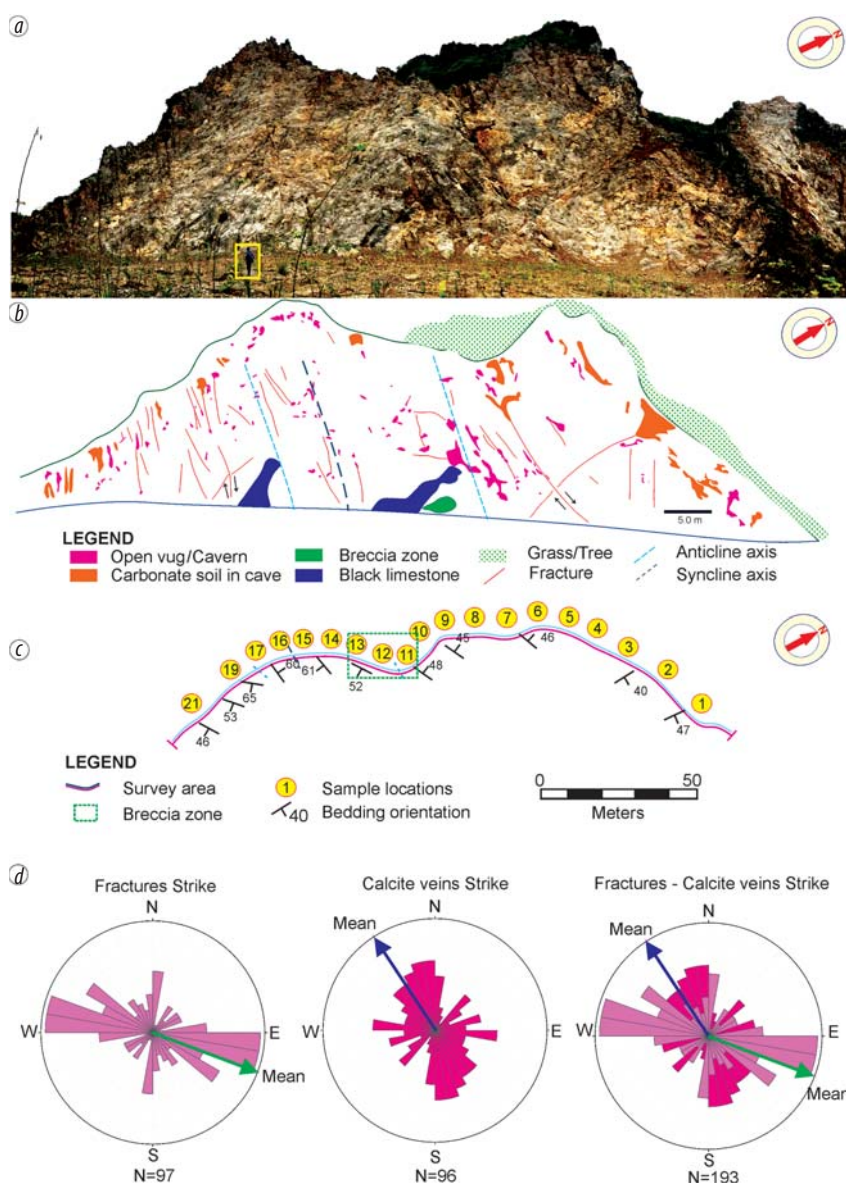 a
N
b
N
5.0 m
LEGEND
Open vug/Cavern
Breccia zone
Grass/Tree
Anticline axis
Carbonate soil in cave
Black limestone
Fracture
Syncline axis
c
N
21 19 17 16 15 14 13 12 11 10 9 8 7 6 5 4 3 2 1
46 53 65 60 61 52 48 45 46 40 47
LEGEND
Survey area
1 Sample locations
Breccia zone
40 Bedding orientation
0 50
Meters
d
Fractures Strike
N
W
E
Mean
S
N=97
Calcite veins Strike
N
Mean
W
E
S
N=96
Fractures - Calcite veins Strike
N
Mean
W
E
Mean
S
N=193